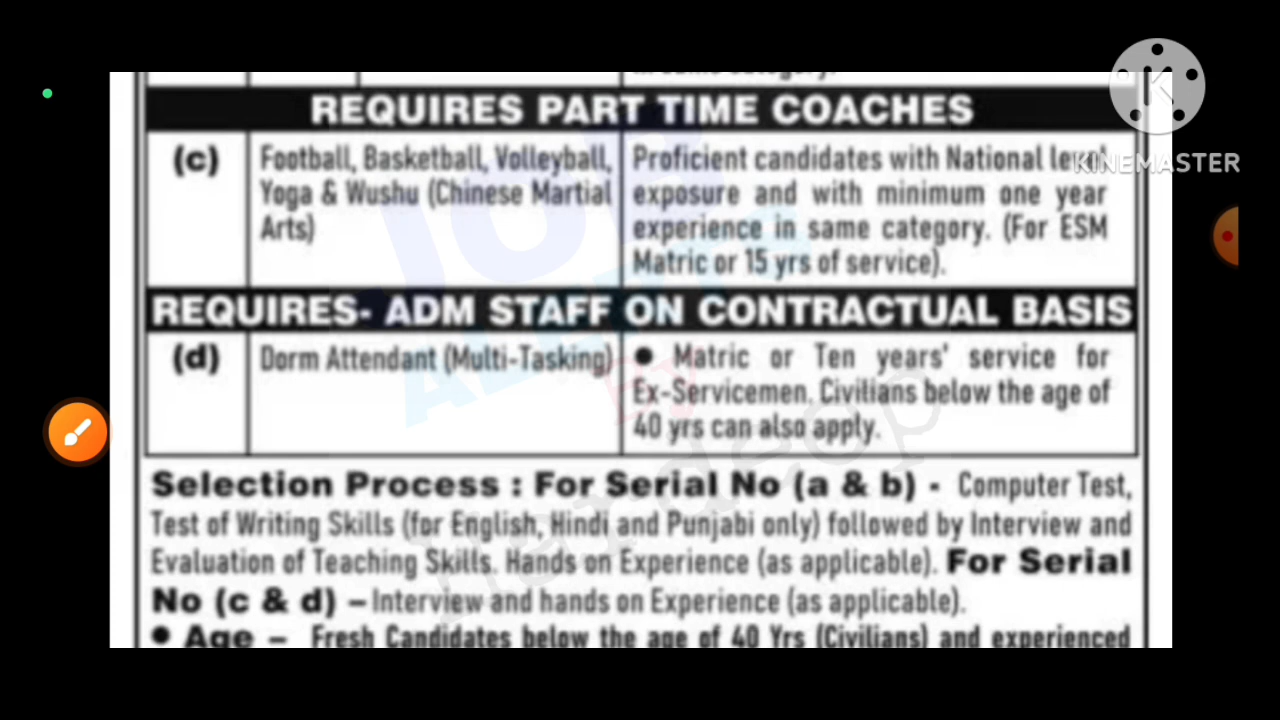 in same category.
REQUIRES PART TIME COACHES
(c) Football, Basketball, Volleyball, Proficient candidates with National level
Yoga & Wushu (Chinese Martial exposure and with minimum one year
Arts) experience in same category. (For ESM
Matric or 15 yrs of service).
REQUIRES- ADM STAFF ON CONTRACTUAL BASIS
(d) Dorm Attendant (Multi-Tasking) ● Matric or Ten years' service for
Ex-Servicemen. Civilians below the age of
40 yrs can also apply.
Selection Process : For Serial No (a & b) - Computer Test,
Test of Writing Skills (for English, Hindi and Punjabi only) followed by Interview and
Evaluation of Teaching Skills. Hands on Experience (as applicable). For Serial
No (c & d) – Interview and hands on Experience (as applicable).
● Age – Fresh Candidates below the age of 40 Yrs (Civilians) and experienced
K
KINEMASTER
JOB
ALERTS
BY